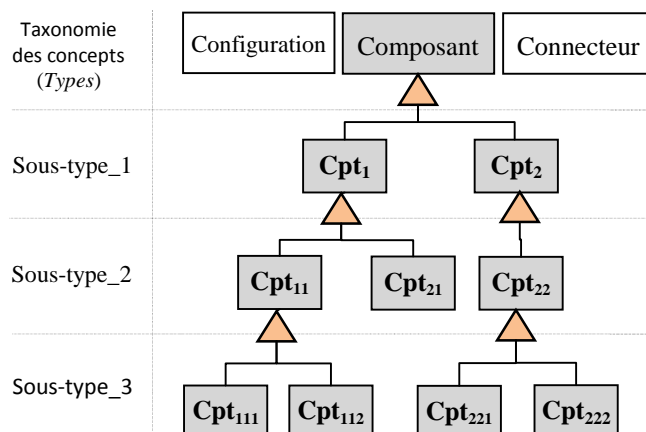 Taxonomie
des concepts
(Types)
Configuration
Composant
Connecteur
Sous-type_1
Cpt₁
Cpt₂
Sous-type_2
Cpt₁₁
Cpt₂₁
Cpt₂₂
Sous-type_3
Cpt₁₁₁
Cpt₁₁₂
Cpt₂₂₁
Cpt₂₂₂